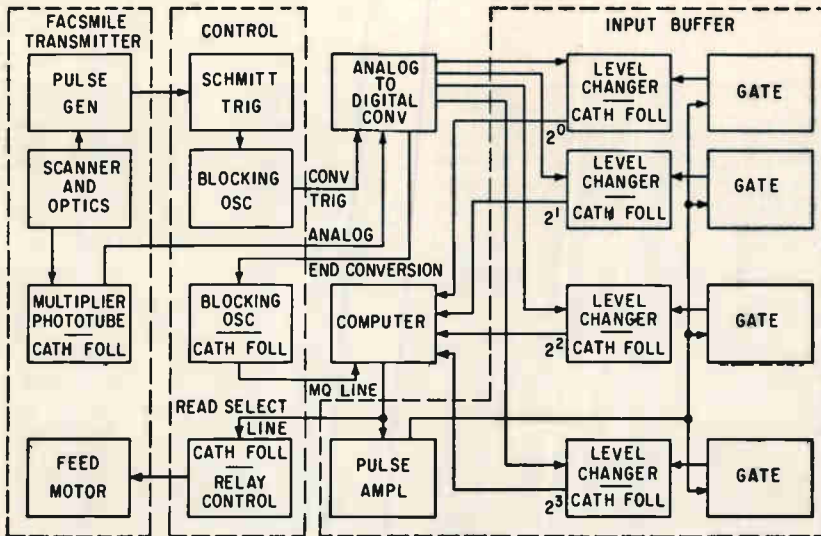 FACSMILE
TRANSMITTER
PULSE
GEN
SCANNER
AND
OPTICS
MULTIPLIER
PHOTOTUBE
CATH FOLL
FEED
MOTOR
CONTROL
SCHMITT
TRIG
BLOCKING
OSC
CONV
TRIG
ANALOG
END CONVERSION
BLOCKING
OSC
CATH FOLL
MQ LINE
READ SELECT
LINE
CATH FOLL
RELAY
CONTROL
ANALOG
TO
DIGITAL
CONV
COMPUTER
PULSE
AMPL
INPUT BUFFER
LEVEL
CHANGER
CATH FOLL
2⁰
GATE
LEVEL
CHANGER
CATH FOLL
2¹
GATE
LEVEL
CHANGER
CATH FOLL
2²
GATE
LEVEL
CHANGER
CATH FOLL
2³
GATE